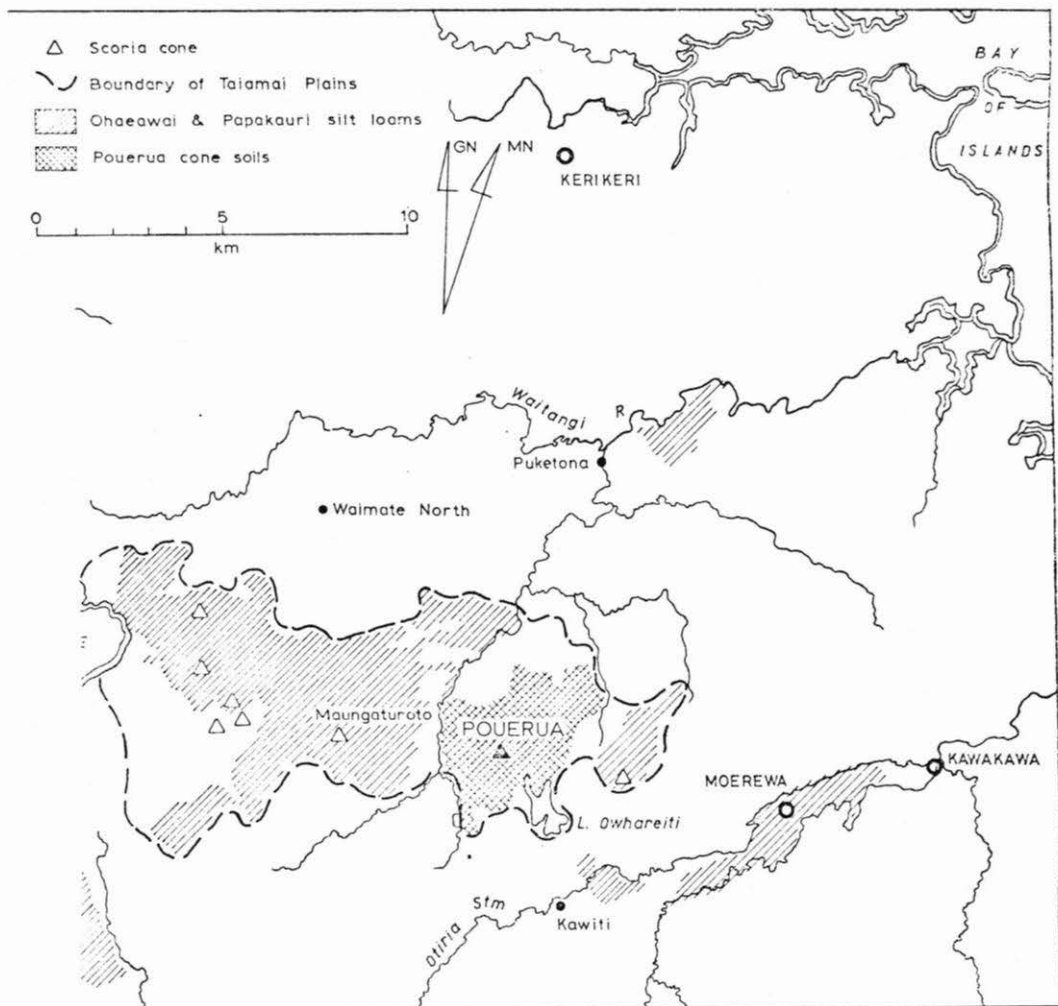 Scoria cone
Boundary of Taiamai Plains
Ohaeawai & Papakauri silt loams
Pouerua cone soils
0 5 10
km
GN MN
KERIKERI
BAY
OF
ISLANDS
Waitangi R
Puketona
Waimate North
E
Maungaturoto
POUERUA
L. Owhareiti
MOEREWA
KAWAKAWA
Otiria Stm
Kawiti